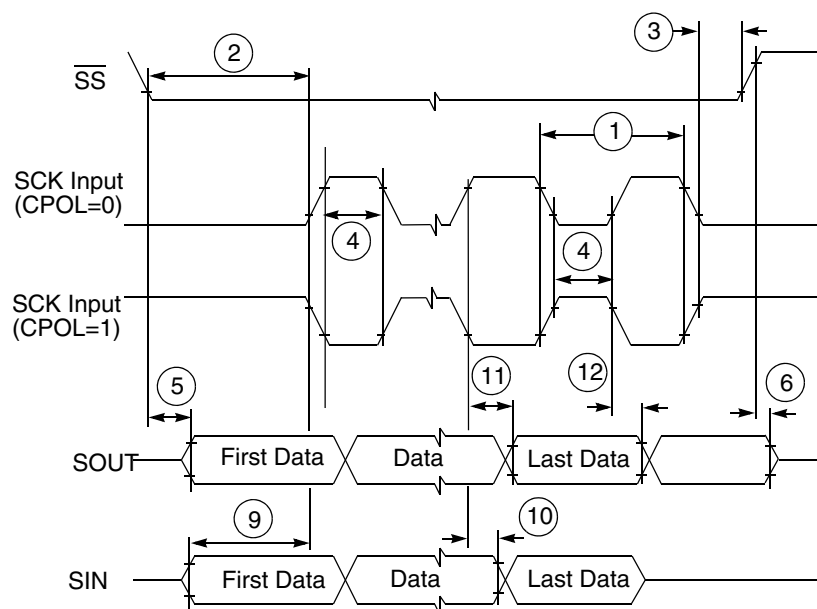 3
2
SS
1
SCK Input
(CPOL=0)
4
4
SCK Input
(CPOL=1)
5
11
12
6
SOUT
First Data
Data
Last Data
9
10
SIN
First Data
Data
Last Data